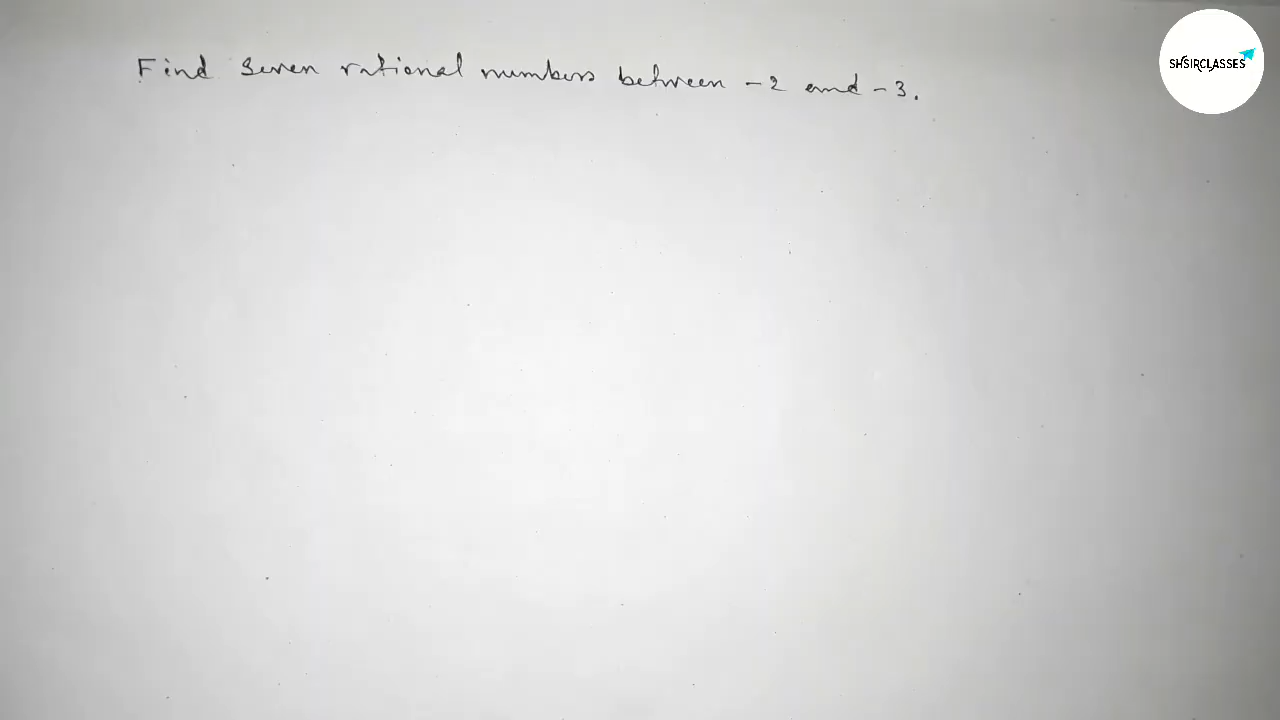 Find seven rational numbers between -2 and -3.
SHSIRCLASSES